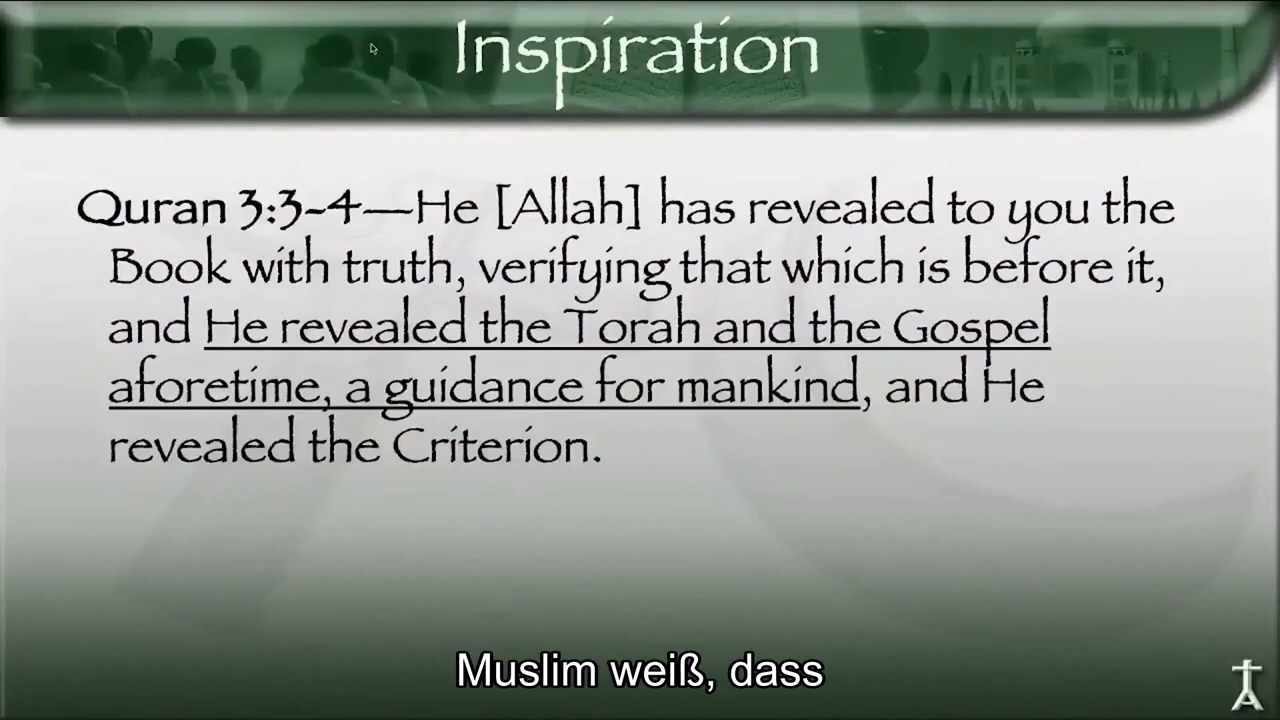 Inspiration
Quran 3:3-4—He [Allah] has revealed to you the
Book with truth, verifying that which is before it,
and He revealed the Torah and the Gospel
aforetime, a guidance for mankind, and He
revealed the Criterion.
Muslim weiß, dass